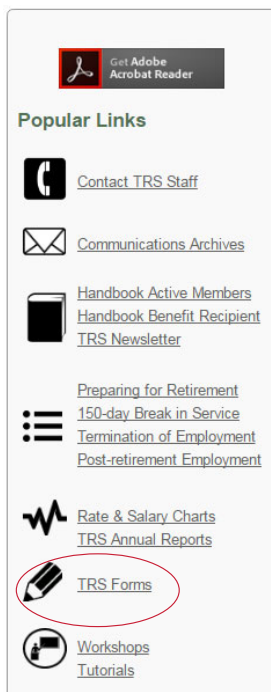 Get Adobe
Acrobat Reader
Popular Links
Contact TRS Staff
Communications Archives
Handbook Active Members
Handbook Benefit Recipient
TRS Newsletter
Preparing for Retirement
150-day Break in Service
Termination of Employment
Post-retirement Employment
Rate & Salary Charts
TRS Annual Reports
TRS Forms
Workshops
Tutorials